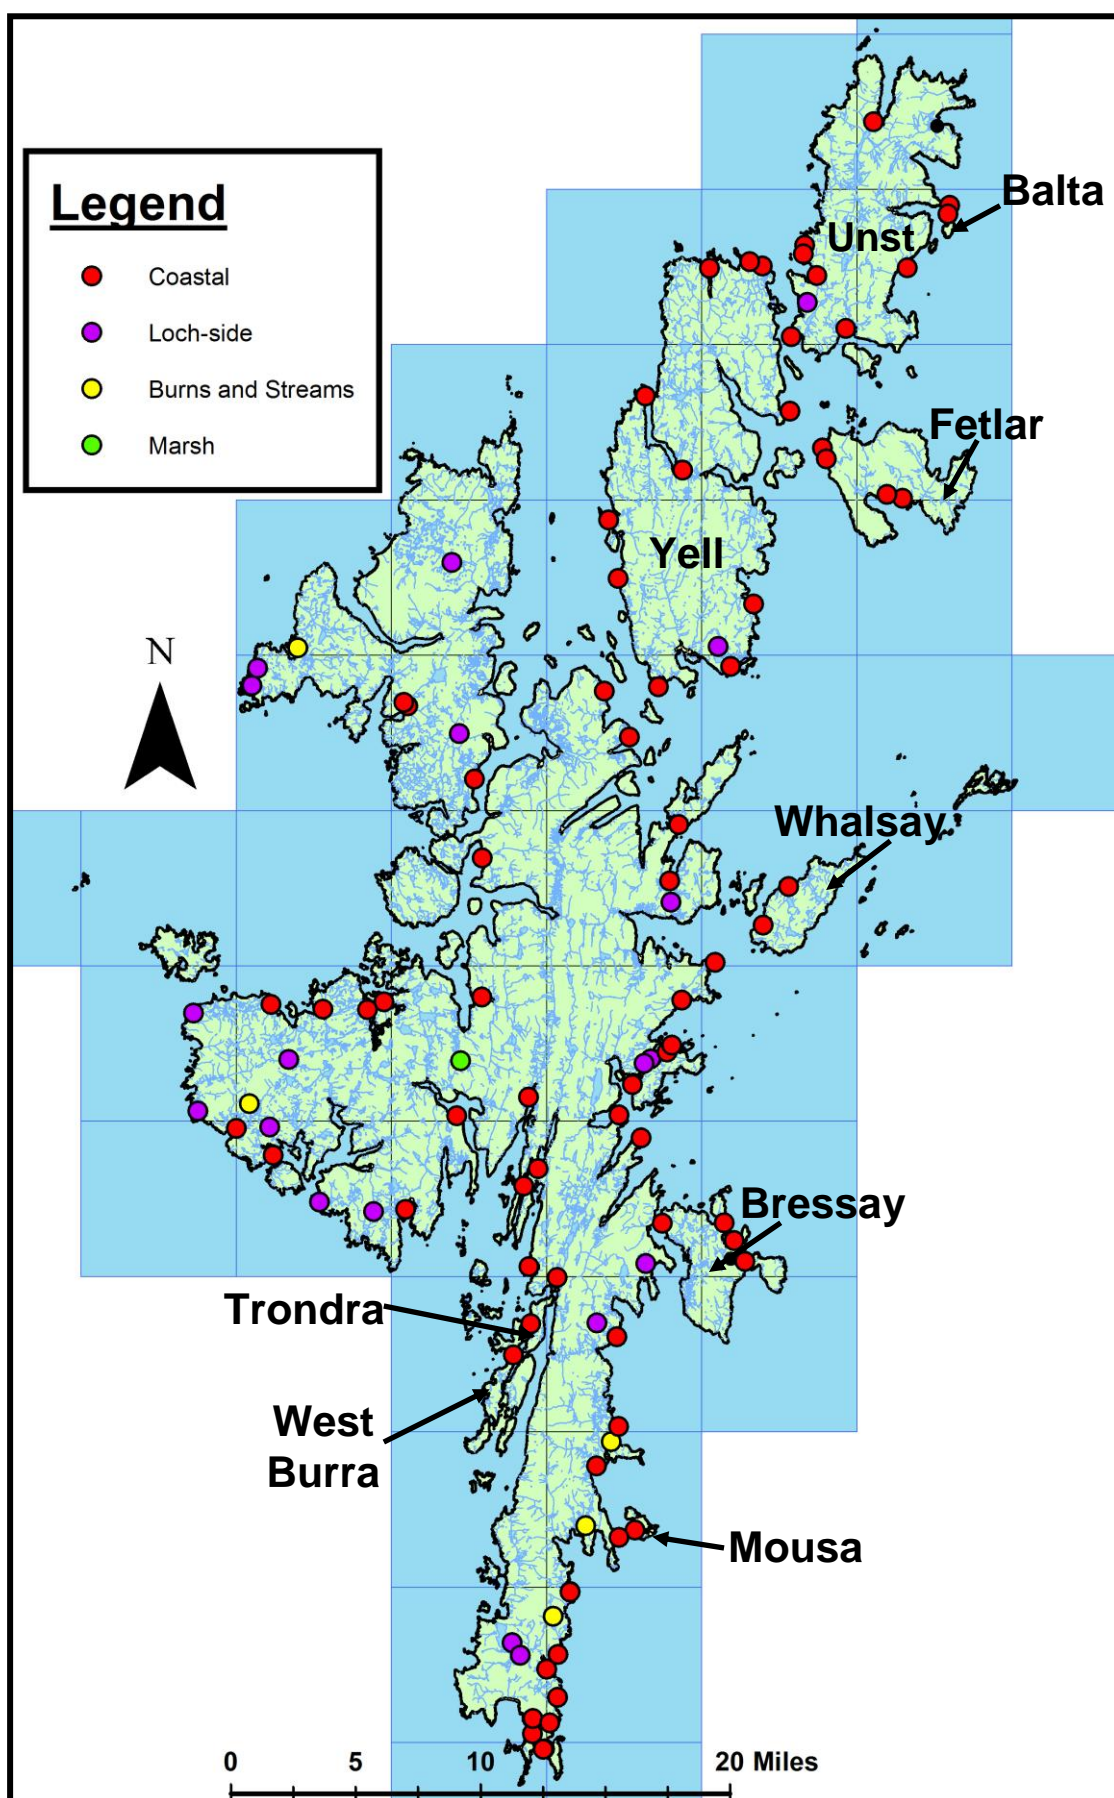 Legend
Coastal
Loch-side
Burns and Streams
Marsh
Balta
Unst
Fetlar
Yell
N
Whalsay
Bressay
Trondra
West
Burra
Mousa
0 5 10 20 Miles